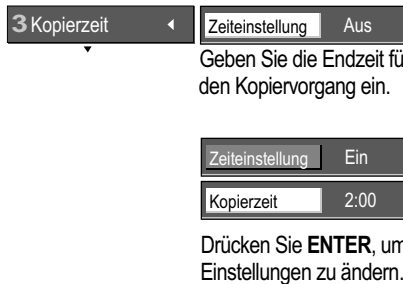 3 Kopierzeit
Zeiteinstellung Aus
Geben Sie die Endzeit fü
den Kopiervorgang ein.
Zeiteinstellung Ein
Kopierzeit 2:00
Drücken Sie ENTER, um
Einstellungen zu ändern.